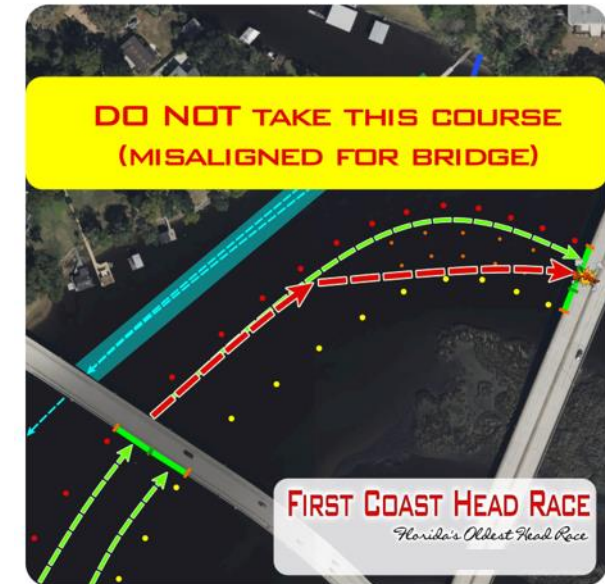 DO NOT TAKE THIS COURSE
(MISALIGNED FOR BRIDGE)
FIRST COAST HEAD RACE
Florida's Oldest Head Race